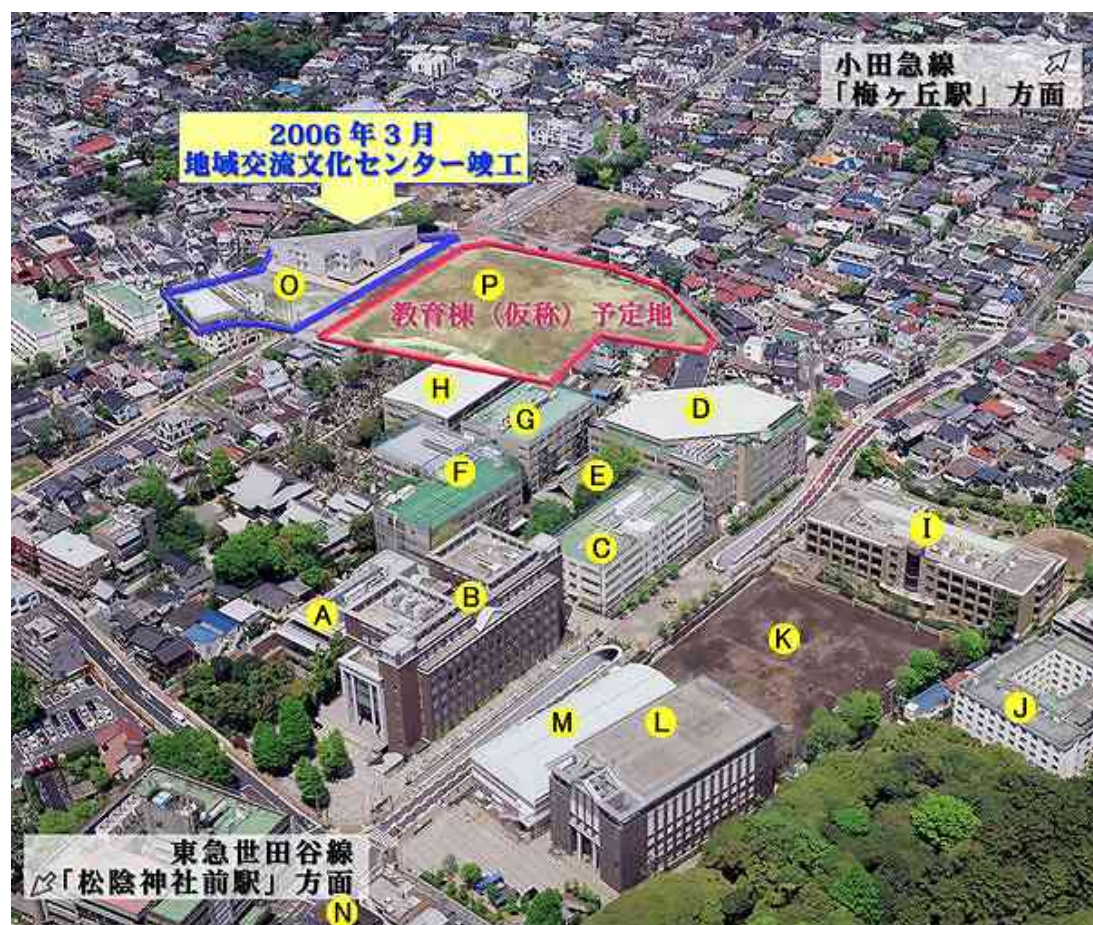 小田急線
「梅ヶ丘駅」方面
2006年3月
地域交流文化センター竣工
O
P
教育棟（仮称）予定地
H
G
D
F
E
C
I
A
B
K
J
M
L
東急世田谷線
「松陰神社前駅」方面
N